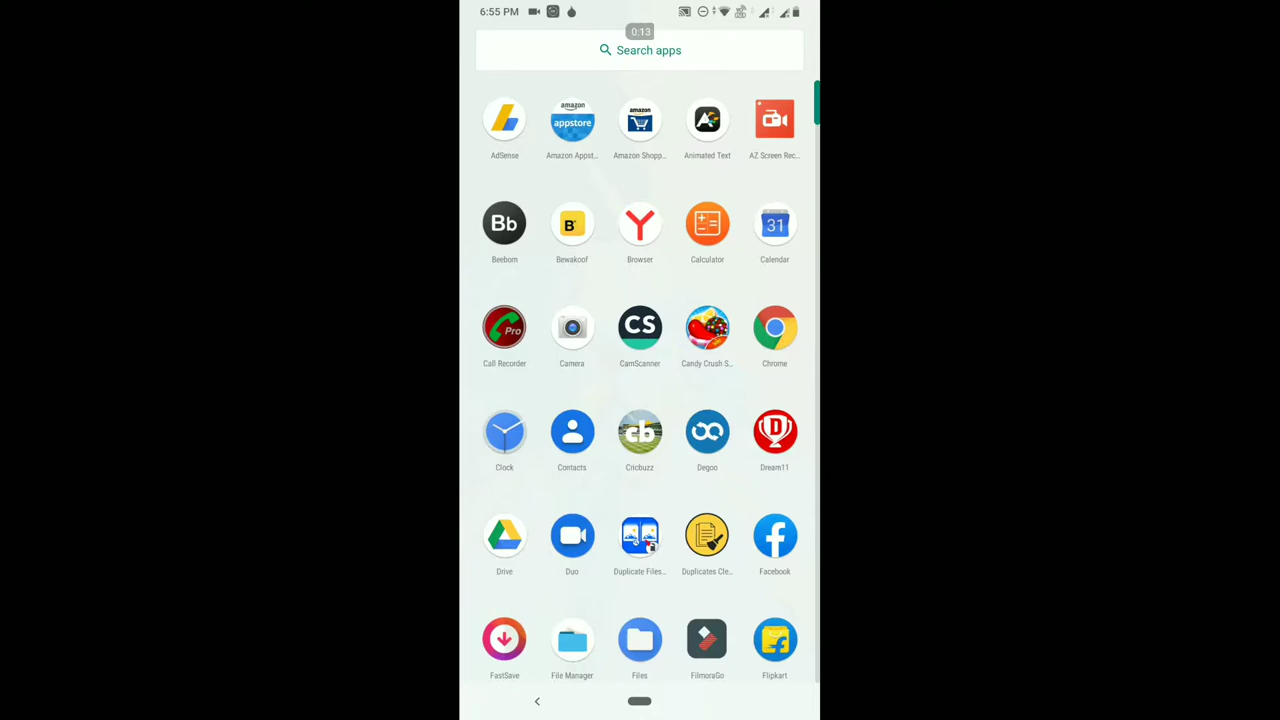 6:55 PM
0:13
Search apps
amazon
appstore
amazon
AdSense
Amazon Appst...
Amazon Shopp...
Animated Text
AZ Screen Rec...
Bb
B
Y
31
Beebom
Bewakoof
Browser
Calculator
Calendar
Pro
CS
Call Recorder
Camera
CamScanner
Candy Crush S...
Chrome
cb
D
Clock
Contacts
Cricbuzz
Degoo
Dream11
Drive
Duo
Duplicate Files...
Duplicates Cle...
Facebook
FastSave
File Manager
Files
FilmoraGo
Flipkart